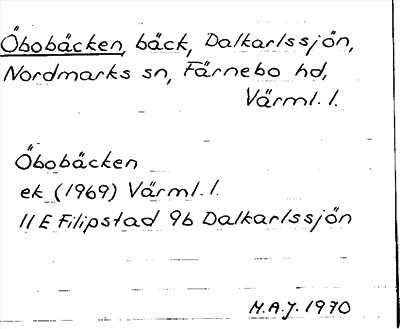 Öbobäcken, bäck, Dalkarlssjön,
Nordmarks sn, Färnebo hd,
Värml. l.
Öbobäcken
ek (1969) Värml. l.
11 E Filipstad 9b Dalkarlssjön
M.A.J. 1970